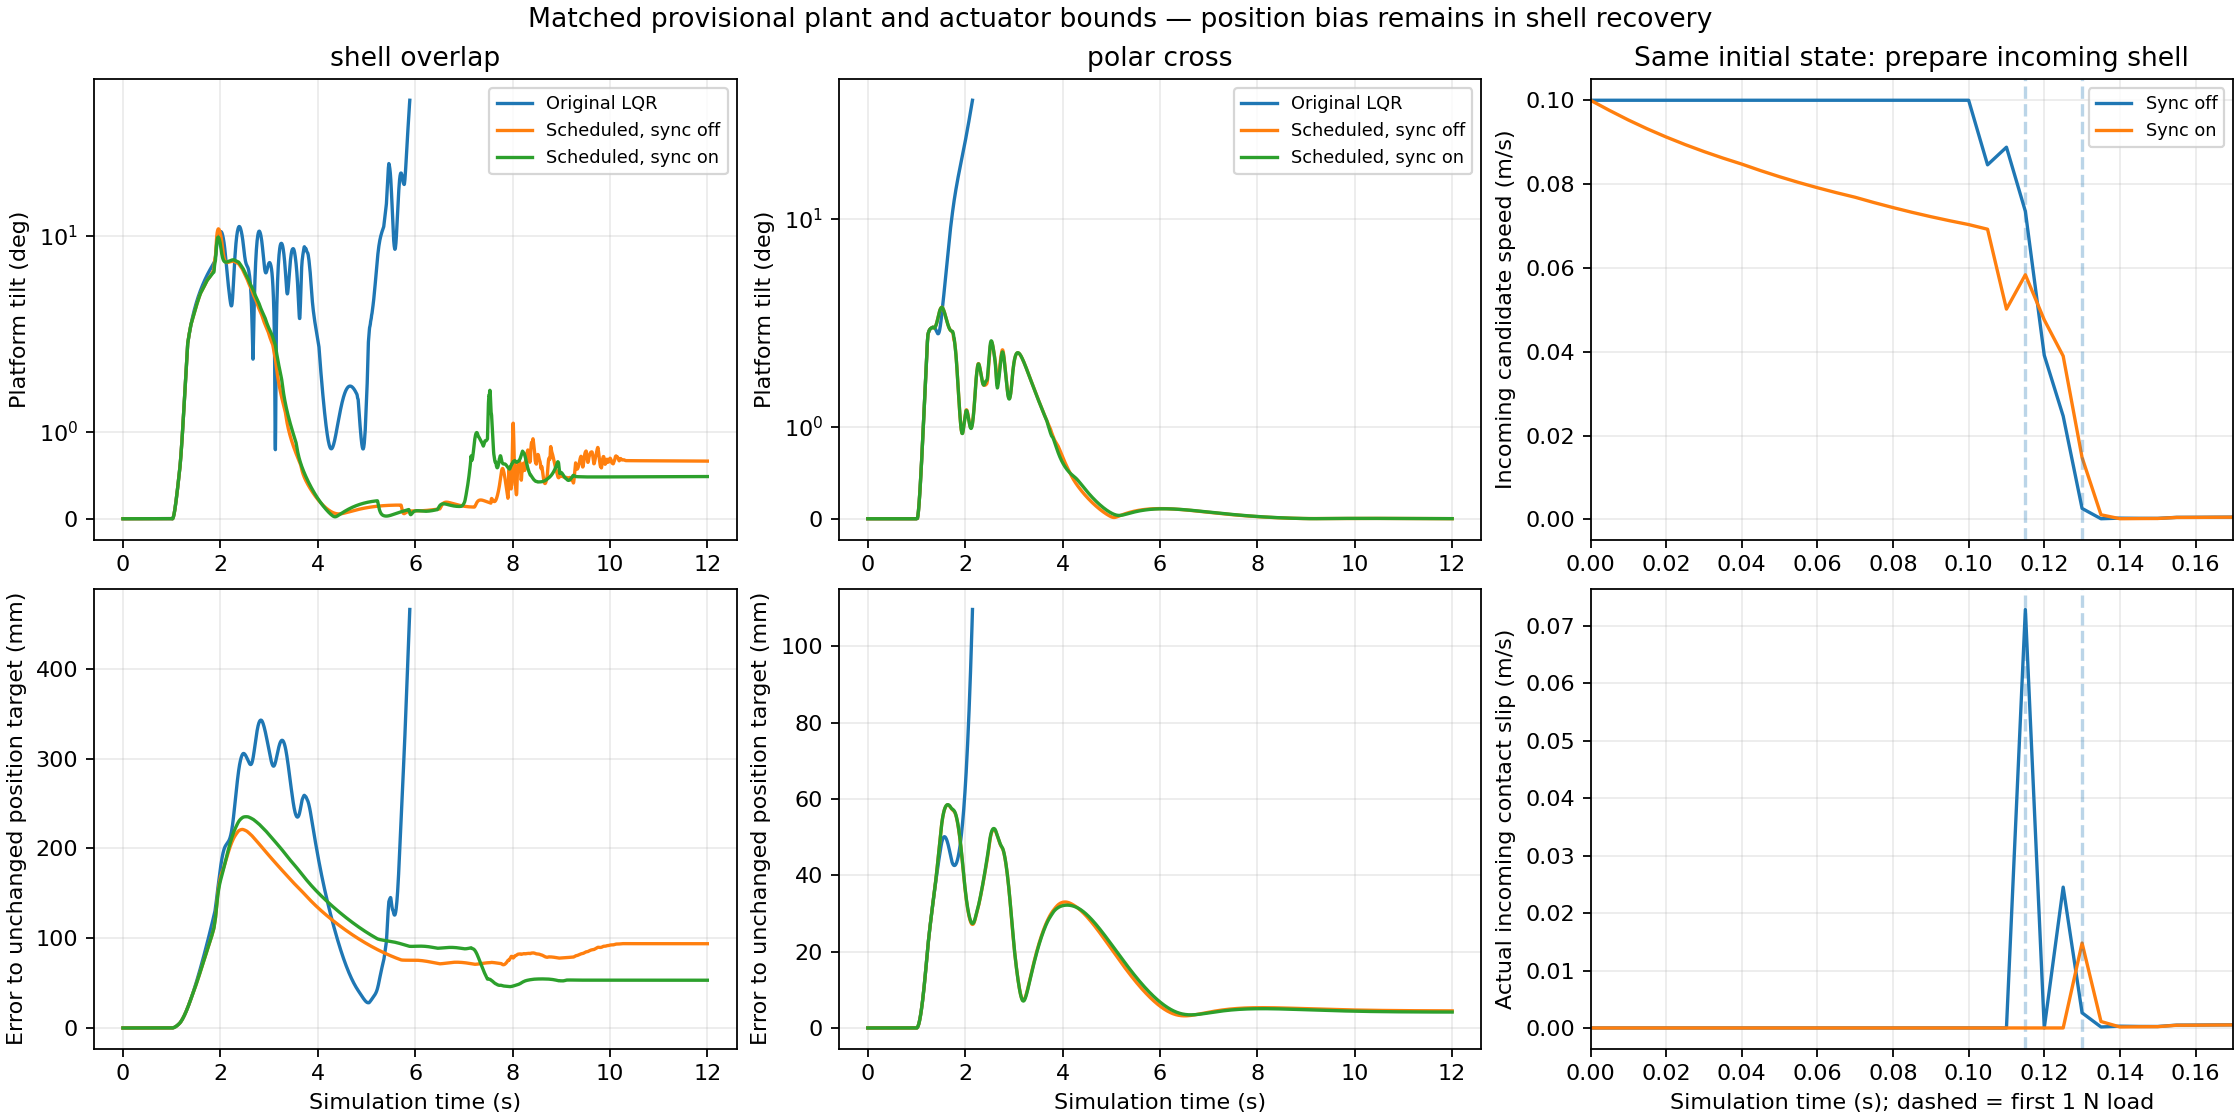 Matched provisional plant and actuator bounds — position bias remains in shell recovery
shell overlap
Platform tilt (deg)
10¹
10⁰
0
Original LQR
Scheduled, sync off
Scheduled, sync on
0 2 4 6 8 10 12
polar cross
Platform tilt (deg)
10¹
10⁰
0
Original LQR
Scheduled, sync off
Scheduled, sync on
0 2 4 6 8 10 12
Same initial state: prepare incoming shell
Incoming candidate speed (m/s)
0.10
0.08
0.06
0.04
0.02
0.00
Sync off
Sync on
0.00 0.02 0.04 0.06 0.08 0.10 0.12 0.14 0.16
Error to unchanged position target (mm)
400
300
200
100
0
0 2 4 6 8 10 12
Simulation time (s)
Error to unchanged position target (mm)
100
80
60
40
20
0
0 2 4 6 8 10 12
Simulation time (s)
Actual incoming contact slip (m/s)
0.07
0.06
0.05
0.04
0.03
0.02
0.01
0.00
0.00 0.02 0.04 0.06 0.08 0.10 0.12 0.14 0.16
Simulation time (s); dashed = first 1 N load